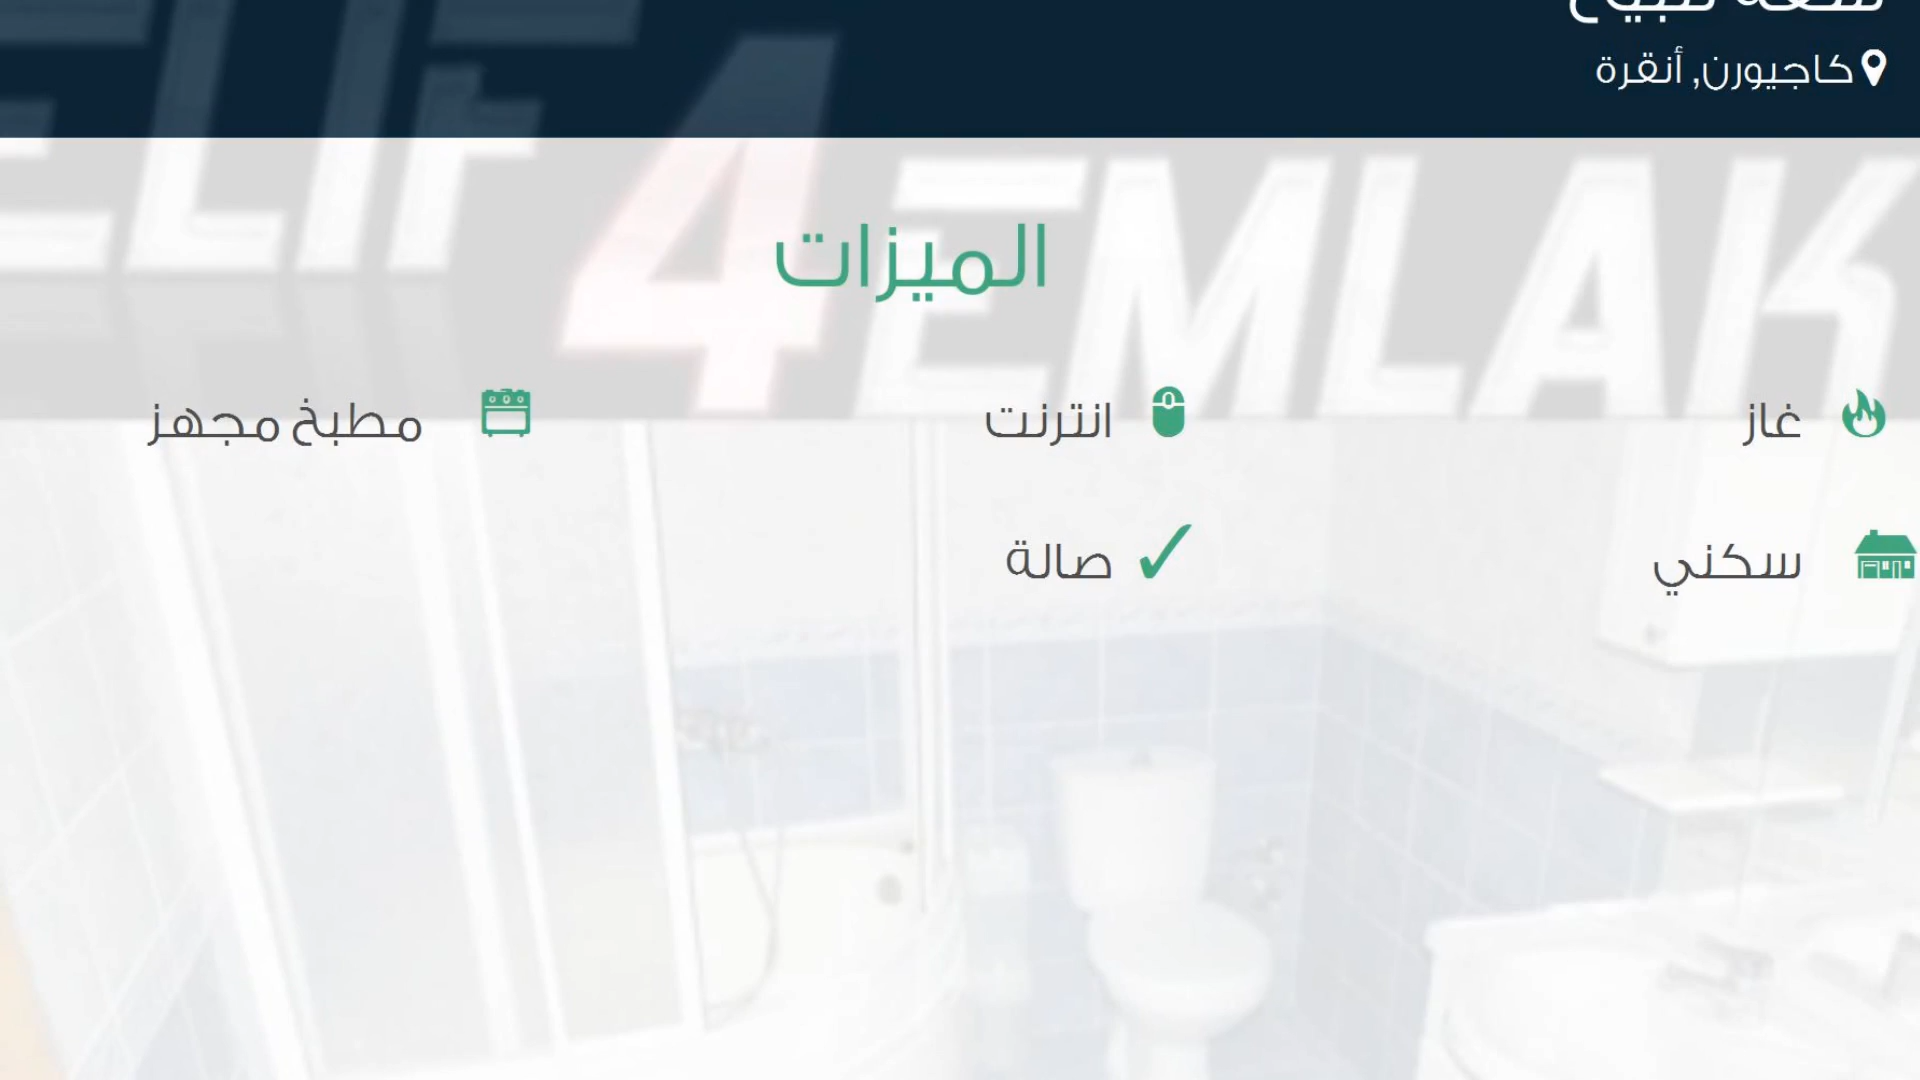 كاجيورن, أنقرة
ELIF 4 EMLAK
الميزات
غاز
انترنت
مطبخ مجهز
سكني
صالة